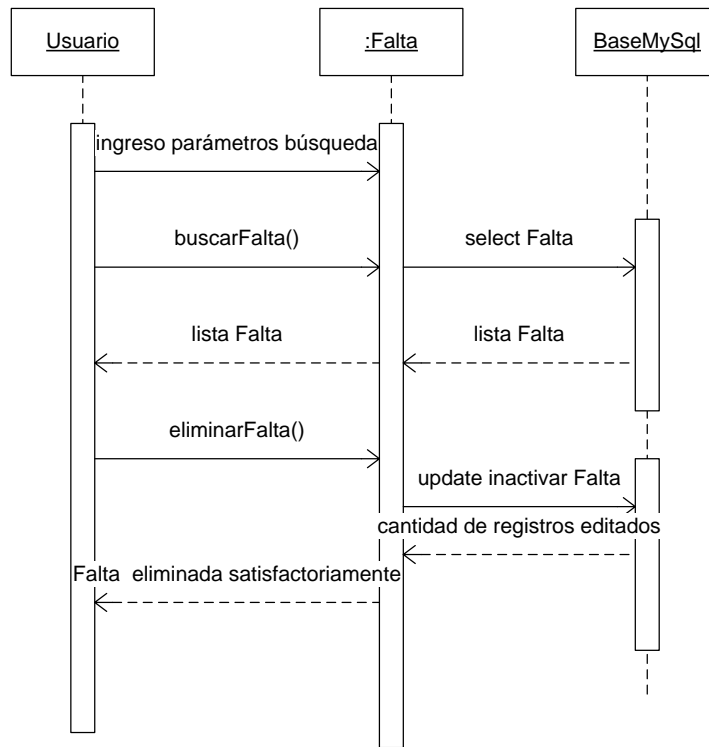 Usuario
:Falta
BaseMySql
ingreso parámetros búsqueda
buscarFalta()
select Falta
lista Falta
lista Falta
eliminarFalta()
update inactivar Falta
cantidad de registros editados
Falta eliminada satisfactoriamente